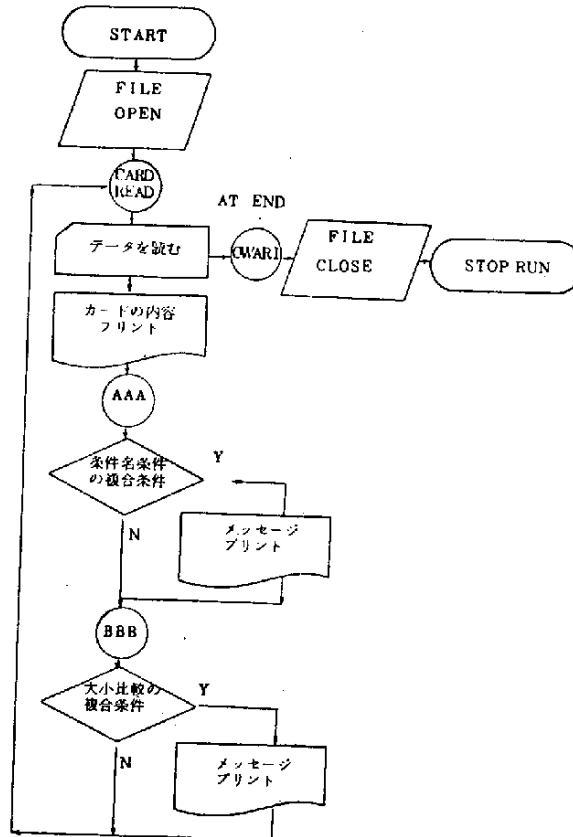 START
FILE
OPEN
CARD
READ
AT END
データを読む
OWARI
FILE
CLOSE
STOP RUN
カードの内容
プリント
AAA
条件名条件
の複合条件
Y
N
メッセージ
プリント
BBB
大小比較の
複合条件
Y
N
メッセージ
プリント